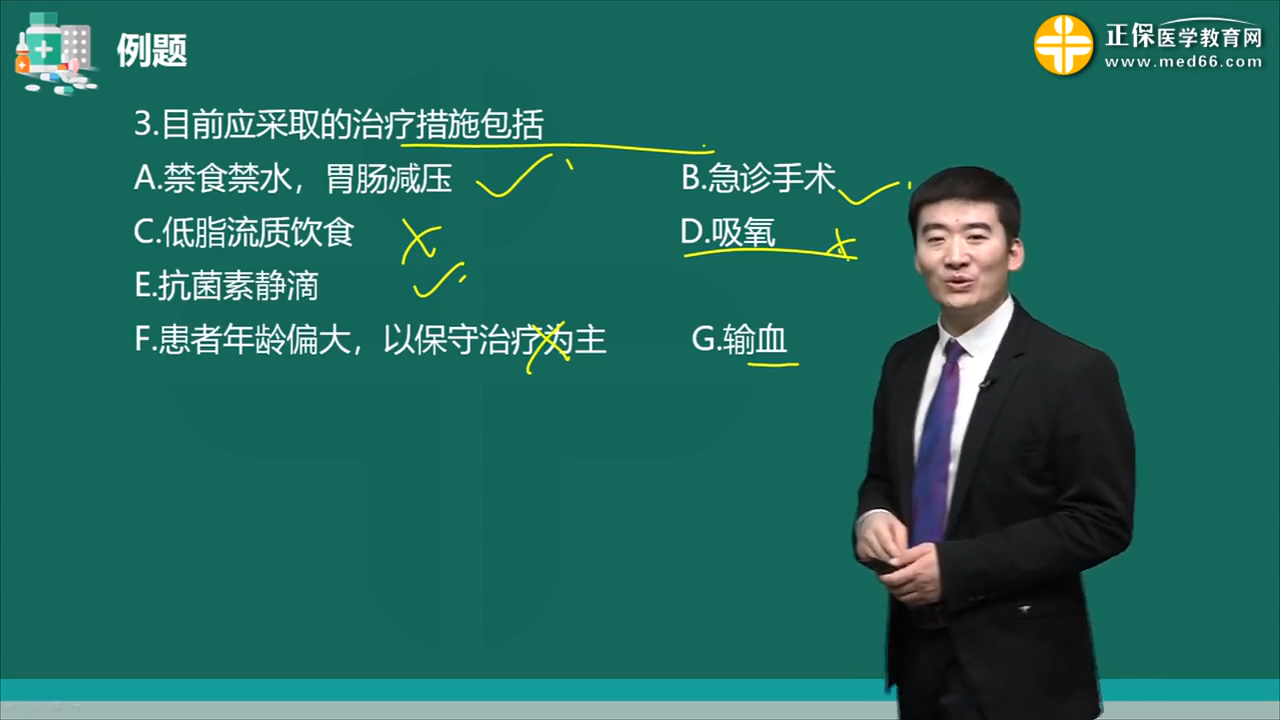 例题
正保医学教育网
www.med66.com
3.目前应采取的治疗措施包括
A.禁食禁水，胃肠减压
B.急诊手术
C.低脂流质饮食
D.吸氧
E.抗菌素静滴
F.患者年龄偏大，以保守治疗为主
G.输血